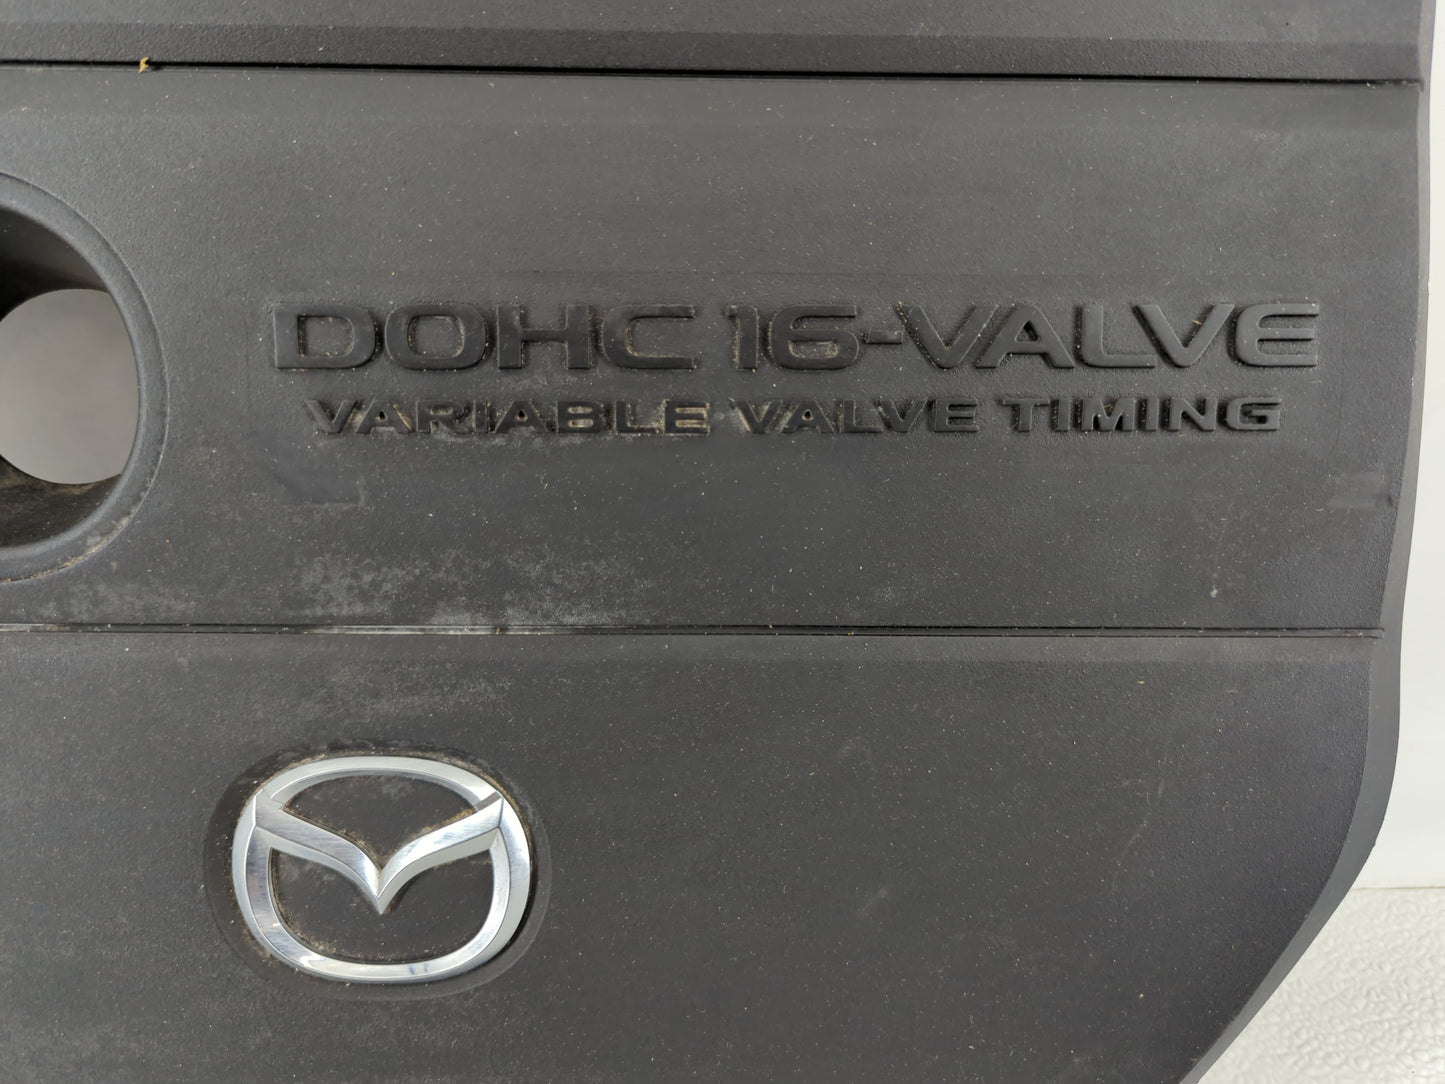 DOHC 16-VALVE
VARIABLE VALVE TIMING